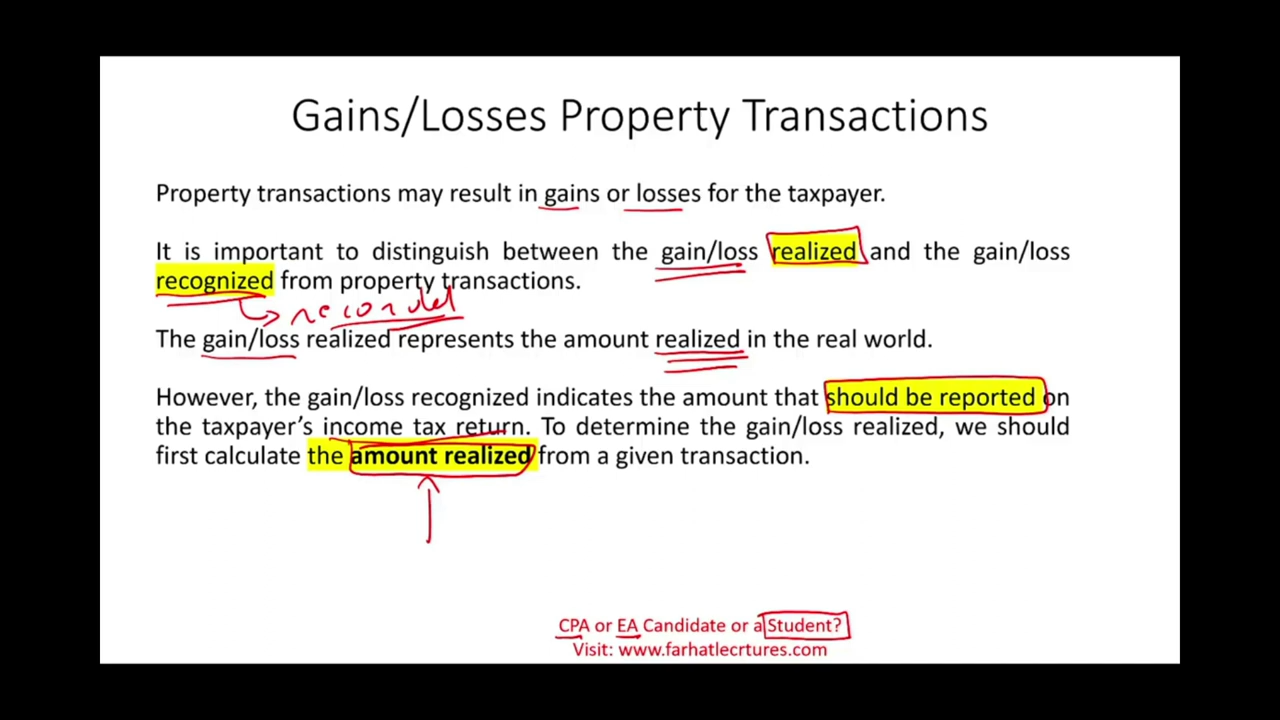 Gains/Losses Property Transactions
Property transactions may result in gains or losses for the taxpayer.
It is important to distinguish between the gain/loss realized and the gain/loss
recognized from property transactions.
recorded
The gain/loss realized represents the amount realized in the real world.
However, the gain/loss recognized indicates the amount that should be reported on
the taxpayer's income tax return. To determine the gain/loss realized, we should
first calculate the amount realized from a given transaction.
CPA or EA Candidate or a Student?
Visit: www.farhatlecrtures.com